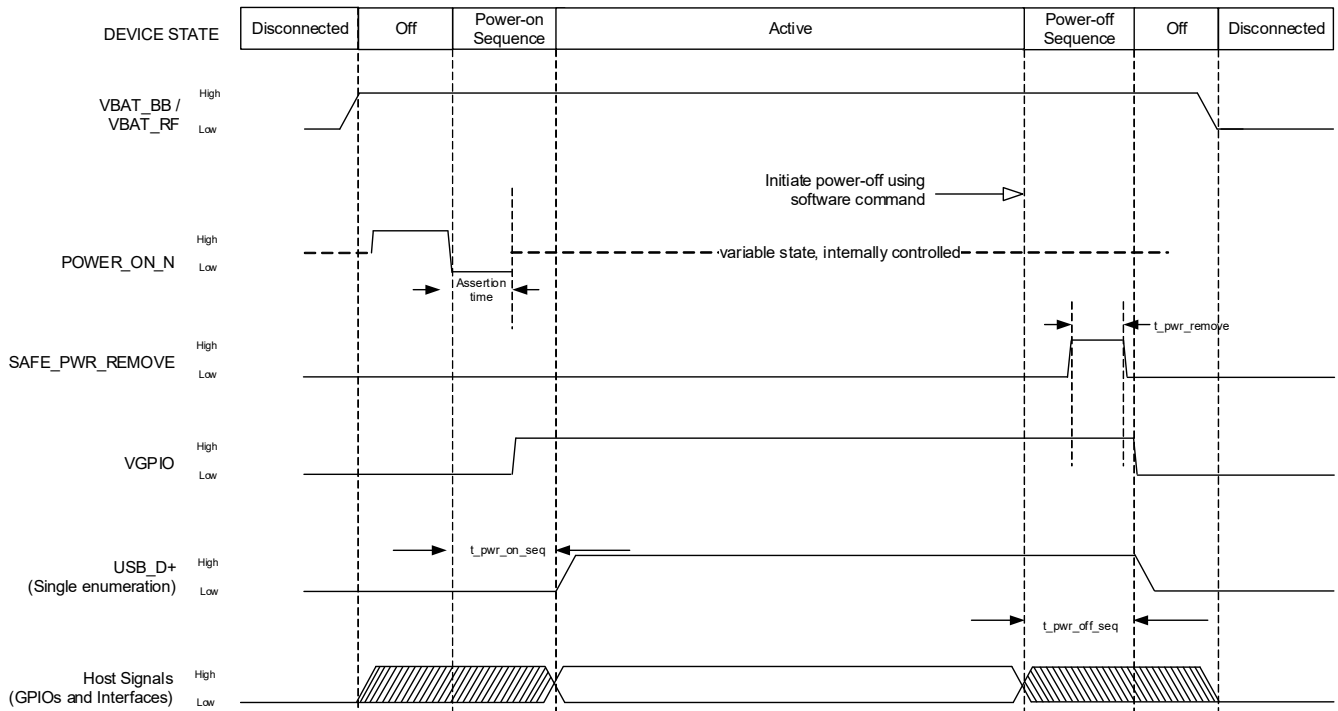 DEVICE STATE
Disconnected
Off
Power-on
Sequence
Active
Power-off
Sequence
Off
Disconnected
VBAT_BB /
VBAT_RF
High
Low
Initiate power-off using
software command
POWER_ON_N
High
Low
variable state, internally controlled
Assertion
time
SAFE_PWR_REMOVE
High
Low
t_pwr_remove
VGPIO
High
Low
USB_D+
(Single enumeration)
High
Low
t_pwr_on_seq
t_pwr_off_seq
Host Signals
(GPIOs and Interfaces)
High
Low